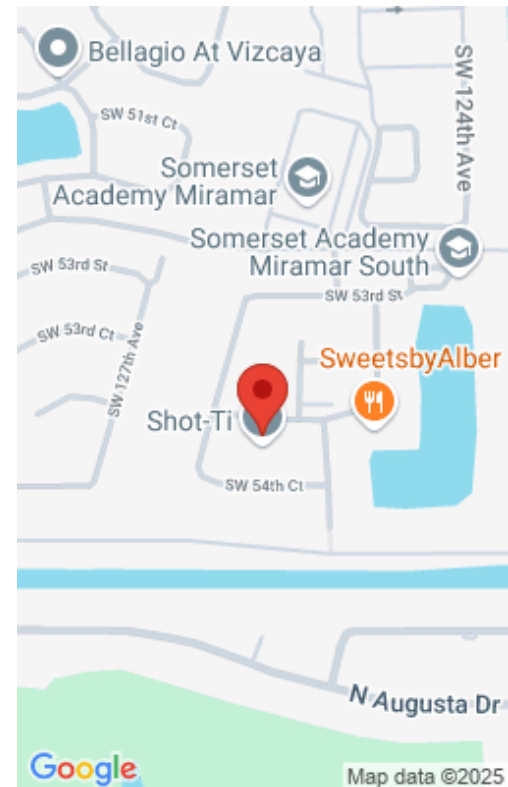 Bellagio At Vizcaya
SW 51st Ct
SW 124th Ave
Somerset
Academy Miramar
Somerset Academy
Miramar South
SW 53rd St
SW 53rd St
SW 53rd Ct
SW 127th Ave
SweetsbyAlber
Shot-Ti
SW 54th Ct
N Augusta Dr
Google
Map data ©2025